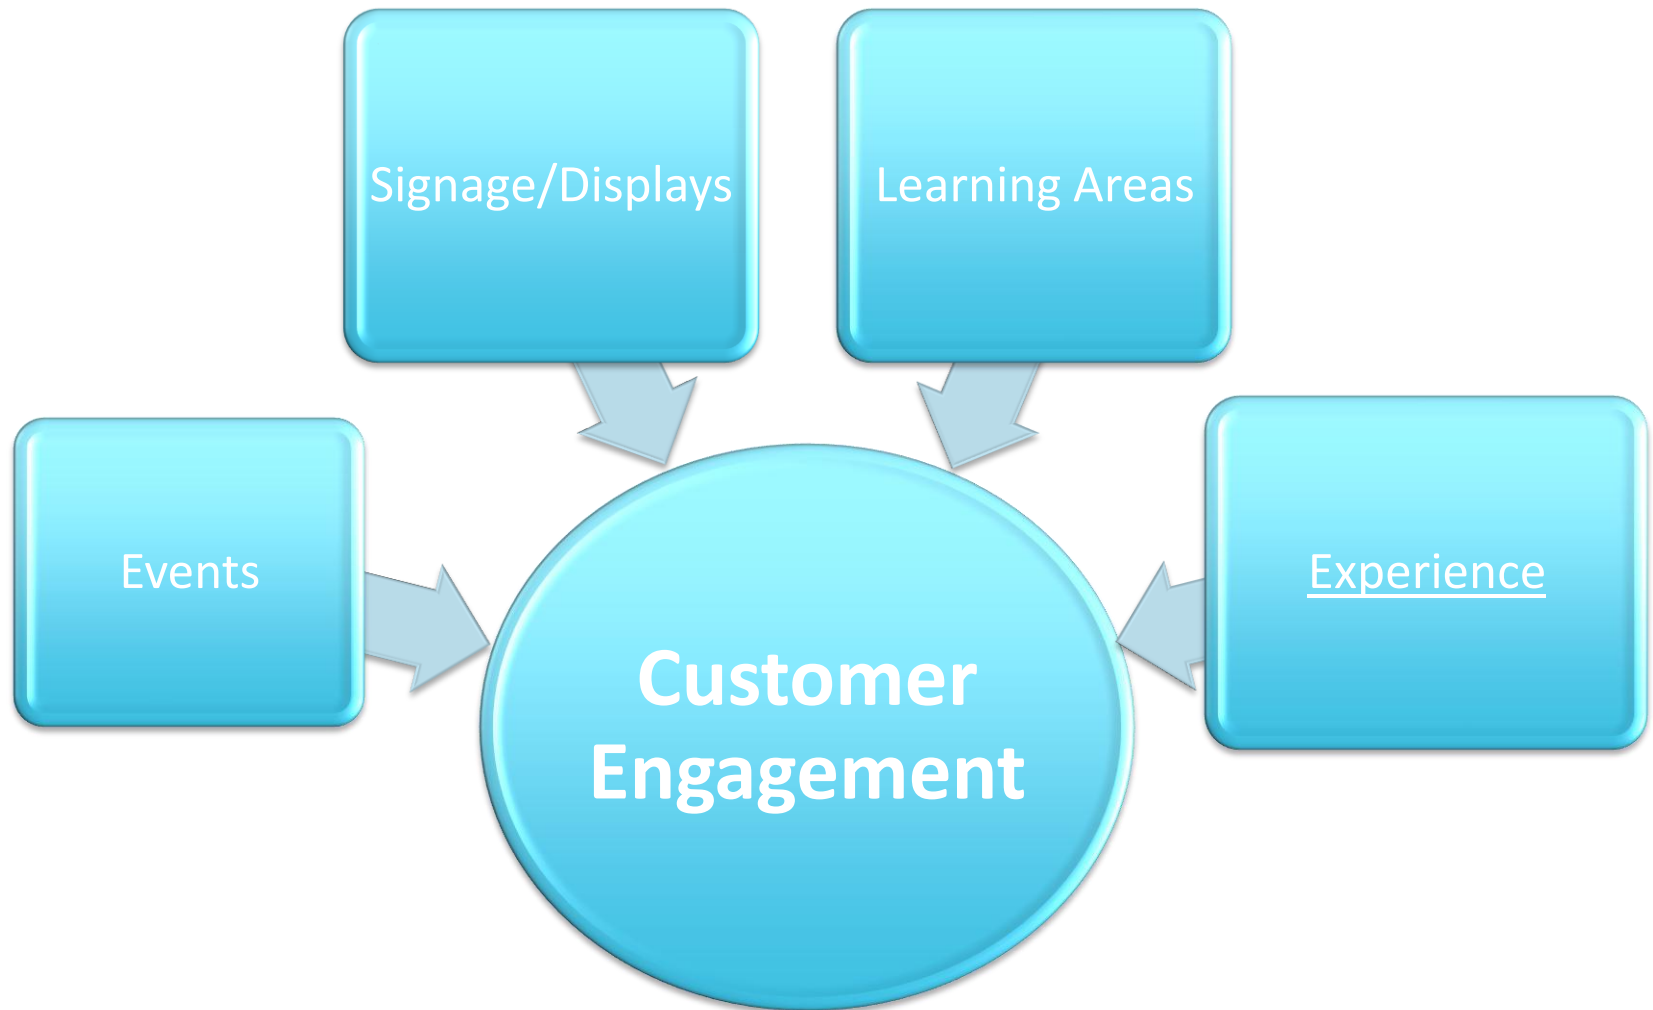 Signage/Displays
Learning Areas
Events
Experience
Customer
Engagement